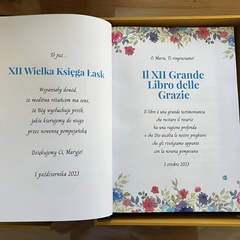 To już...
XII Wielka Księga Łask
Wspaniały dowód,
że modlitwa różańcowa ma sens,
że Bóg wysłuchuje próśb,
jakie kierujemy do niego
przez nowennę pompejańską
Dziękujemy Ci, Maryjo!
1 października 2023
O Maria, Ti ringraziamo!
Il XII Grande
Libro delle
Grazie
Il libro è una grande testimonianza
che recitare il rosario
ha una ragione profonda
e che Dio ascolta le nostre preghiere
che gli rivolgiamo appunto
con la novena pompeiana
1 ottobre 2023